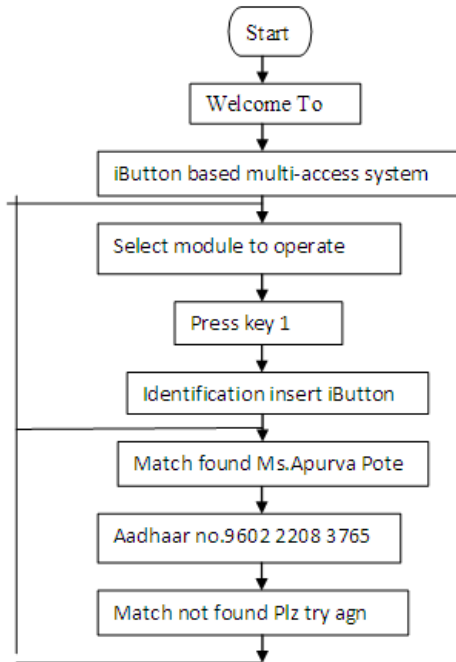 Start
Welcome To
iButton based multi-access system
Select module to operate
Press key 1
Identification insert iButton
Match found Ms.Apurva Pote
Aadhaar no.9602 2208 3765
Match not found Plz try agn